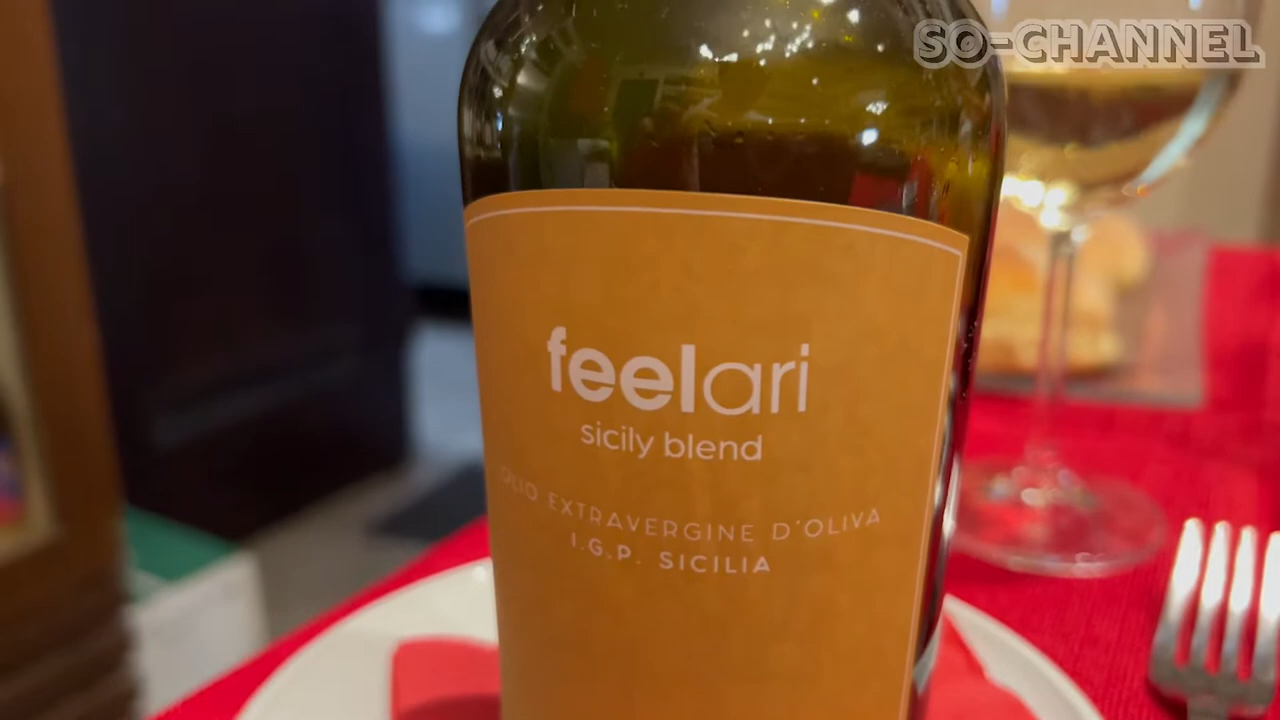 SO-CHANNEL
feelari
sicily blend
OLIO EXTRAVERGINE D'OLIVA
I.G.P. SICILIA